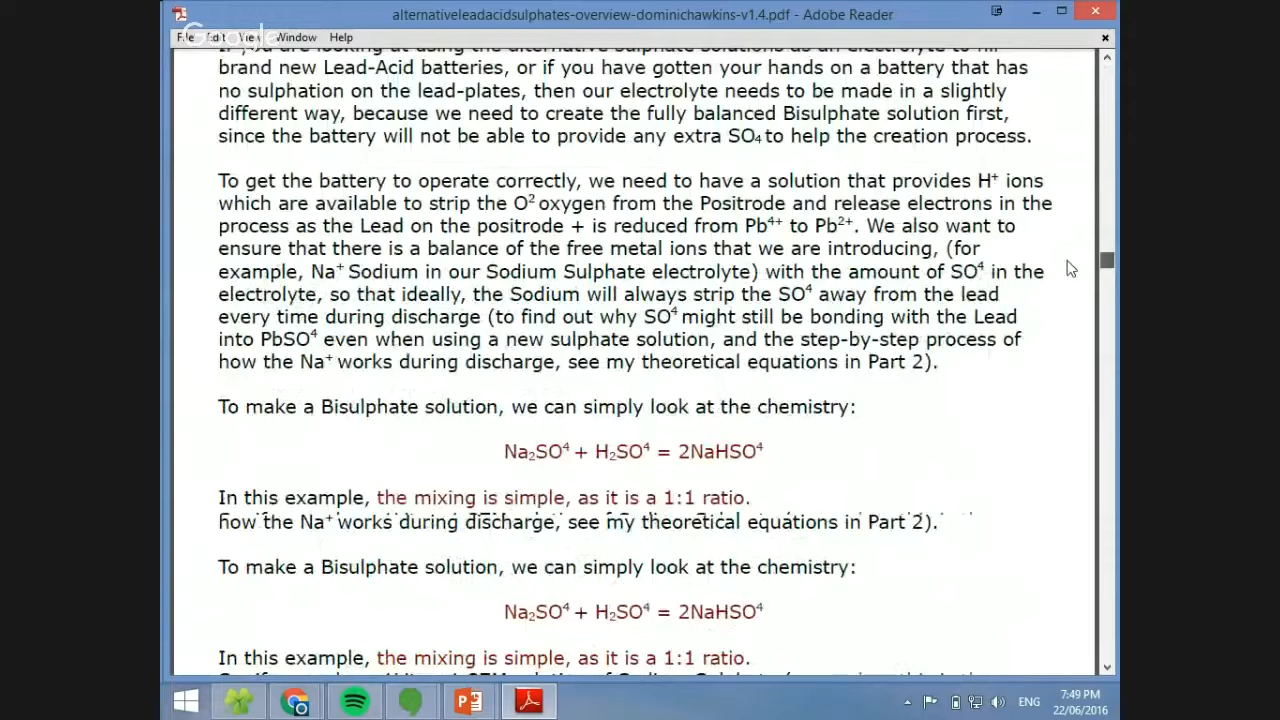 alternativeleadacidsulphates-overview-dominichawkins-v1.4.pdf - Adobe Reader
Google
File Edit View Window Help
are looking at using the alternative sulphate solutions as an electrolyte to fill
brand new Lead-Acid batteries, or if you have gotten your hands on a battery that has
no sulphation on the lead-plates, then our electrolyte needs to be made in a slightly
different way, because we need to create the fully balanced Bisulphate solution first,
since the battery will not be able to provide any extra SO₄ to help the creation process.
To get the battery to operate correctly, we need to have a solution that provides H⁺ ions
which are available to strip the O² oxygen from the Positrode and release electrons in the
process as the Lead on the positrode + is reduced from Pb⁴⁺ to Pb²⁺. We also want to
ensure that there is a balance of the free metal ions that we are introducing, (for
example, Na⁺ Sodium in our Sodium Sulphate electrolyte) with the amount of SO⁴ in the
electrolyte, so that ideally, the Sodium will always strip the SO⁴ away from the lead
every time during discharge (to find out why SO⁴ might still be bonding with the Lead
into PbSO⁴ even when using a new sulphate solution, and the step-by-step process of
how the Na⁺ works during discharge, see my theoretical equations in Part 2).
To make a Bisulphate solution, we can simply look at the chemistry:
Na₂SO⁴ + H₂SO⁴ = 2NaHSO⁴
In this example, the mixing is simple, as it is a 1:1 ratio.
how the Na⁺ works during discharge, see my theoretical equations in Part 2).
To make a Bisulphate solution, we can simply look at the chemistry:
Na₂SO⁴ + H₂SO⁴ = 2NaHSO⁴
In this example, the mixing is simple, as it is a 1:1 ratio.
ENG
7:49 PM
22/06/2016